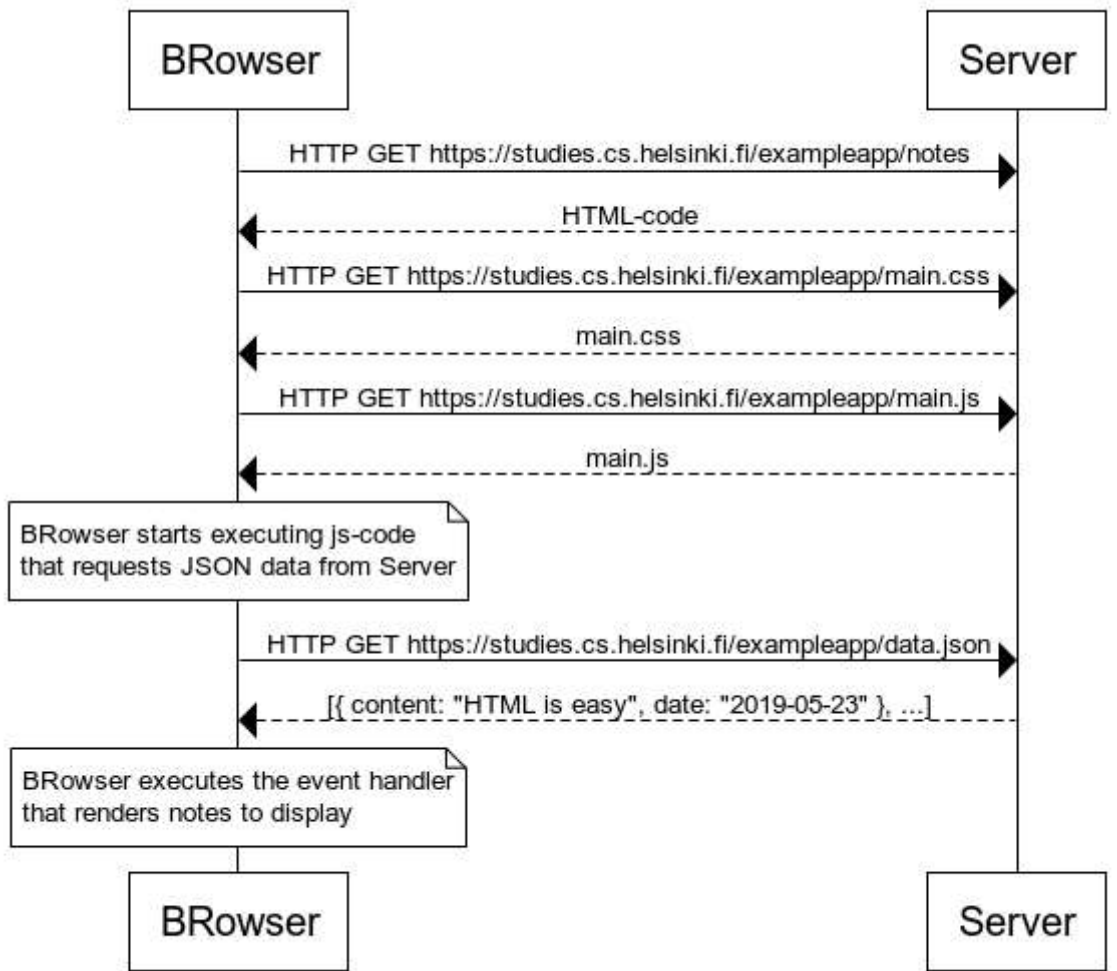 BRowser
Server
HTTP GET https://studies.cs.helsinki.fi/exampleapp/notes
HTML-code
HTTP GET https://studies.cs.helsinki.fi/exampleapp/main.css
main.css
HTTP GET https://studies.cs.helsinki.fi/exampleapp/main.js
main.js
BRowser starts executing js-code
that requests JSON data from Server
HTTP GET https://studies.cs.helsinki.fi/exampleapp/data.json
[{ content: "HTML is easy", date: "2019-05-23" }, ...]
BRowser executes the event handler
that renders notes to display
BRowser
Server